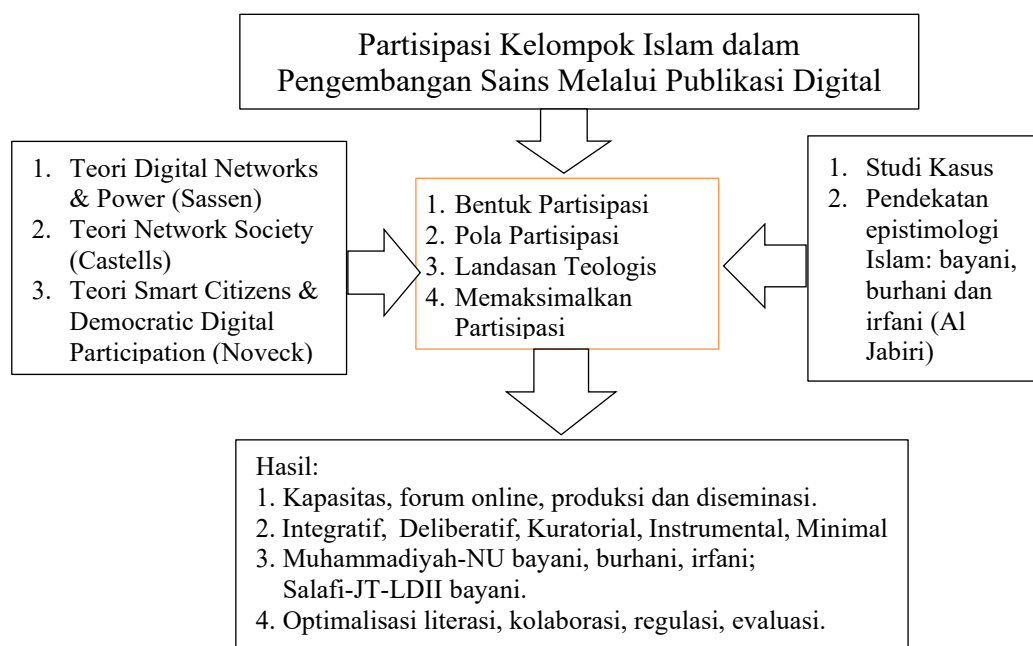 Partisipasi Kelompok Islam dalam
Pengembangan Sains Melalui Publikasi Digital
1. Teori Digital Networks
& Power (Sassen)
2. Teori Network Society
(Castells)
3. Teori Smart Citizens &
Democratic Digital
Participation (Noveck)
1. Bentuk Partisipasi
2. Pola Partisipasi
3. Landasan Teologis
4. Memaksimalkan
Partisipasi
1. Studi Kasus
2. Pendekatan
epistimologi
Islam: bayani,
burhani dan
irfani (Al
Jabiri)
Hasil:
1. Kapasitas, forum online, produksi dan diseminasi.
2. Integratif, Deliberatif, Kuratorial, Instrumental, Minimal
3. Muhammadiyah-NU bayani, burhani, irfani;
Salafi-JT-LDII bayani.
4. Optimalisasi literasi, kolaborasi, regulasi, evaluasi.